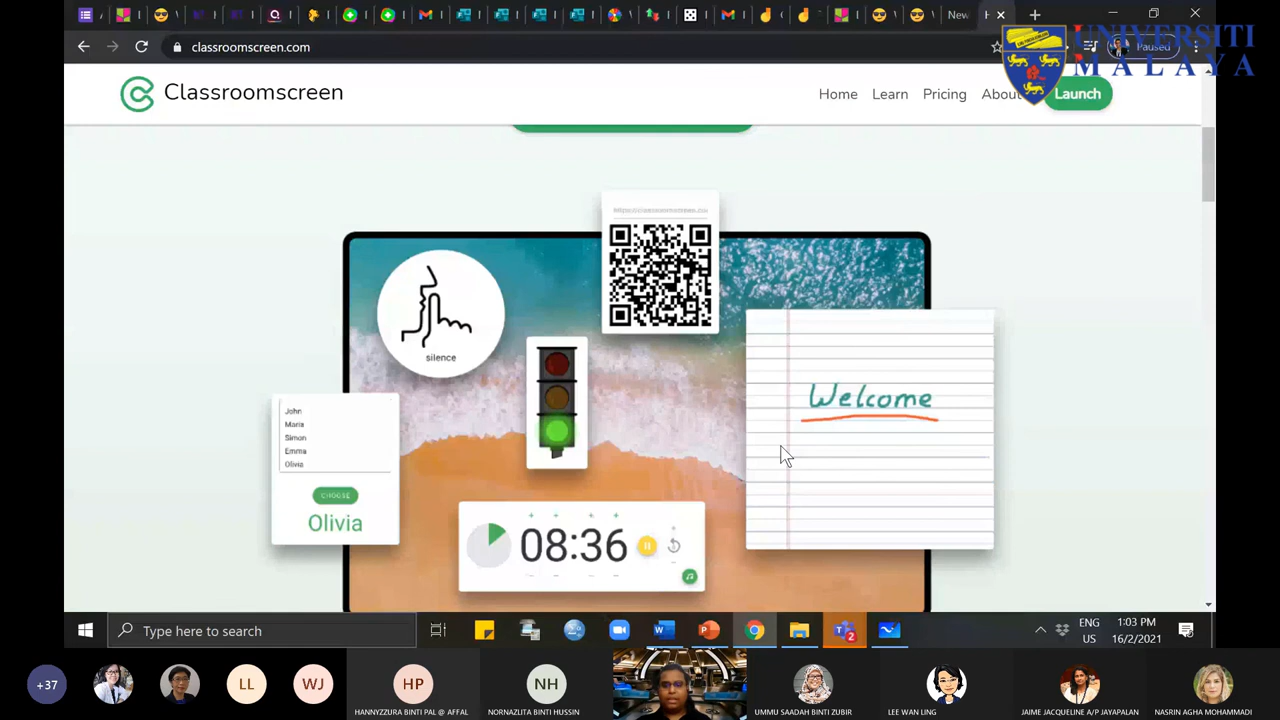 New
H
classroomscreen.com
Paused
UNIVERSITI
MALAYA
Classroomscreen
Home
Learn
Pricing
About
Launch
silence
John
Maria
Simon
Emma
Olivia
CHOOSE
Olivia
08:36
5
Welcome
Type here to search
2
ENG
US
1:03 PM
16/2/2021
+37
LL
WJ
HP
NH
HANNYZZURA BINTI PAL @ AFFAL
NORNAZLITA BINTI HUSSIN
UMMU SAADAH BINTI ZUBIR
LEE WAN LING
JAIME JACQUELINE A/P JAYAPALAN
NASRIN AGHA MOHAMMADI